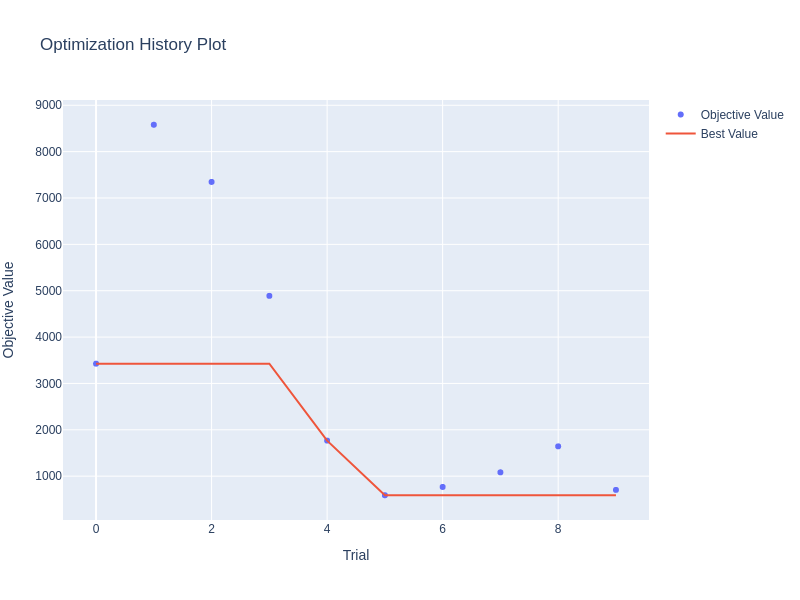 Optimization History Plot
Objective Value
Best Value
9000
8000
7000
6000
5000
4000
3000
2000
1000
Objective Value
0 2 4 6 8
Trial